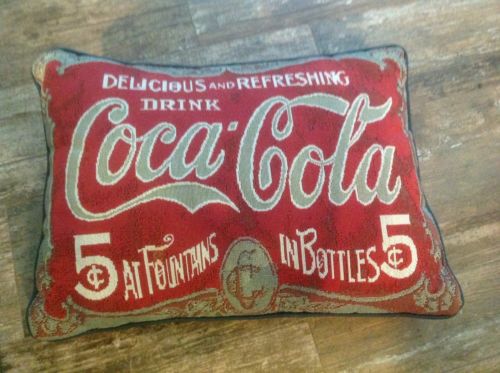 DELICIOUS AND REFRESHING
DRINK
Coca-Cola
5¢ AT FOUNTAINS IN BOTTLES 5¢